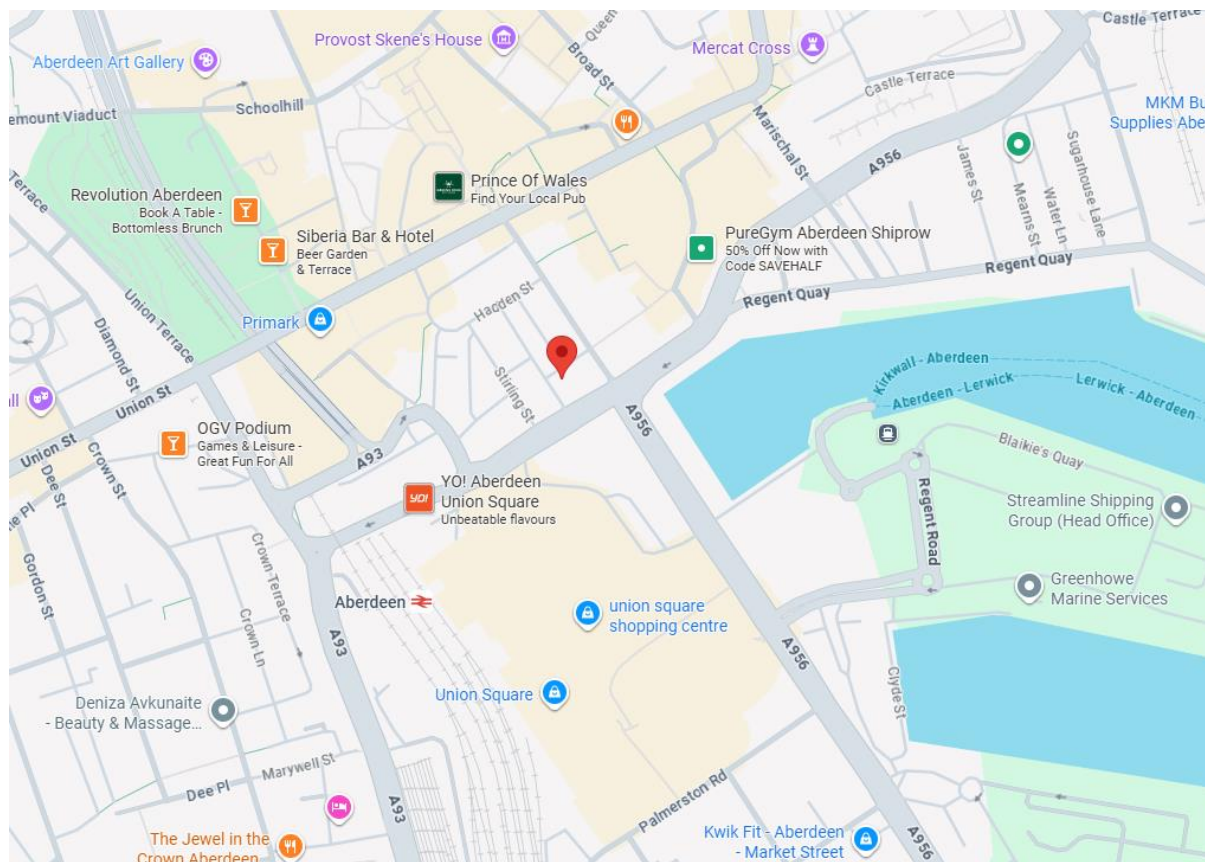 Castle Terrace
Provost Skene's House
Queen
Broad St
Mercat Cross
Aberdeen Art Gallery
Castle Terrace
MKM Bu
Supplies Abe
Schoolhill
emount Viaduct
Marischal St
A956
James St
Mearns St
Water Ln
Sugarhouse Lane
Terrace
Revolution Aberdeen
Book A Table -
Bottomless Brunch
Prince Of Wales
Find Your Local Pub
Siberia Bar & Hotel
Beer Garden
& Terrace
PureGym Aberdeen Shiprow
50% Off Now with
Code SAVEHALF
Regent Quay
Regent Quay
Hadden St
Union Terrace
Primark
Diamond St
Stirling St
Kirkwall - Aberdeen
Aberdeen - Lerwick
Lerwick - Aberdeen
all
Union St
Union St
A956
OGV Podium
Games & Leisure -
Great Fun For All
A93
Blaikie's Quay
Dee St
Crown St
YO!
YO! Aberdeen
Union Square
Unbeatable flavours
Regent Road
Streamline Shipping
Group (Head Office)
ee Pl
Gordon St
Crown Terrace
Aberdeen
union square
shopping centre
Greenhowe
Marine Services
Crown Ln
A93
A956
Clyde St
Union Square
Deniza Avkunaite
- Beauty & Massage...
Marywell St
Dee Pl
A93
Palmerston Rd
The Jewel in the
Crown Aberdeen
Kwik Fit - Aberdeen
- Market Street
A956